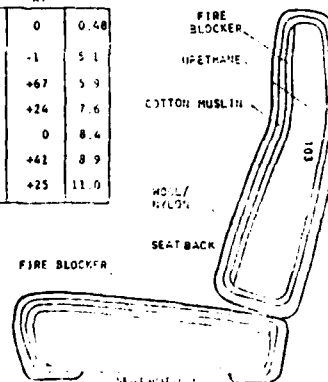 0 0.48
-1 5.1
+67 5.9
+24 7.6
0 8.4
+42 8.9
+25 11.0
FIRE
BLOCKER
URETHANE
COTTON MUSLIN
103
WOOL/
NYLON
SEAT BACK
FIRE BLOCKER